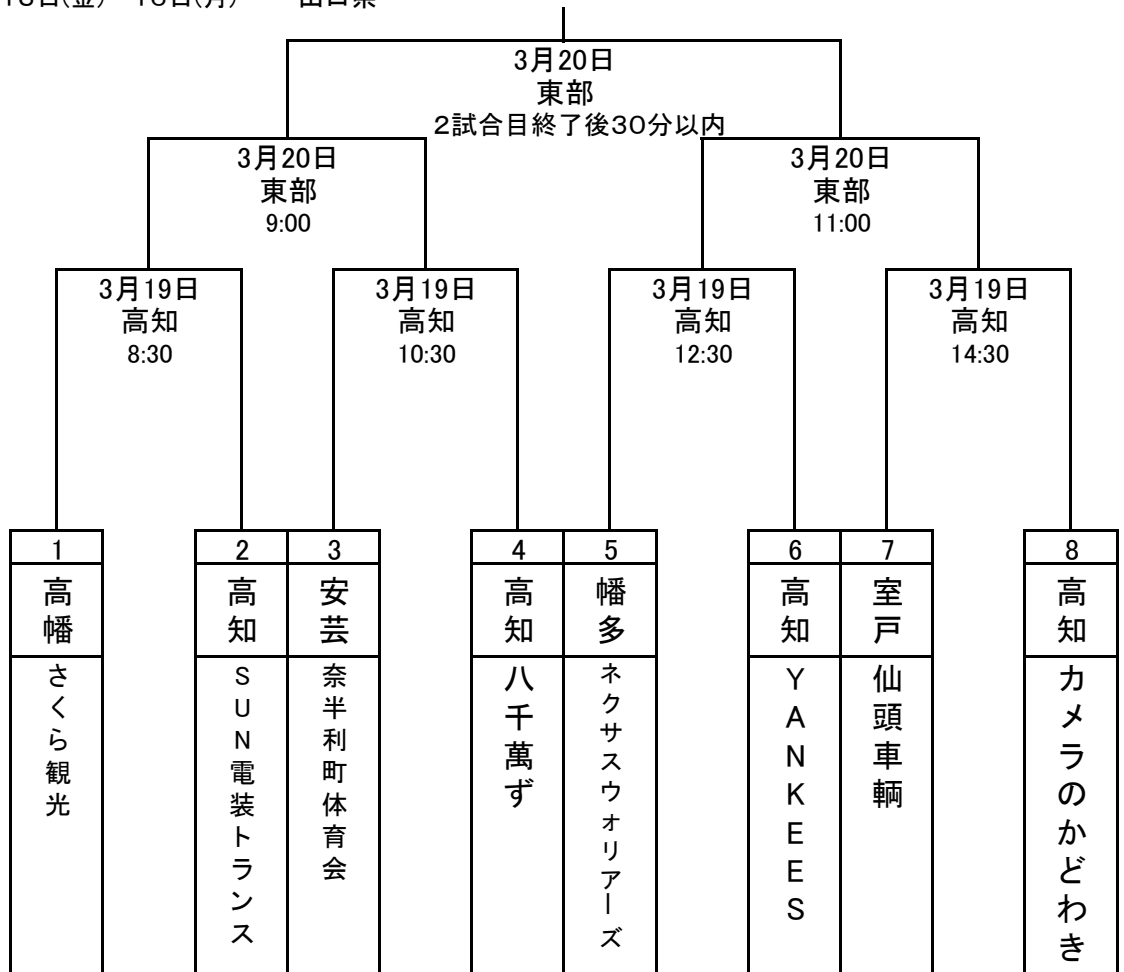 3月20日
東部
2試合目終了後30分以内
3月20日
東部
9:00
3月20日
東部
11:00
3月19日
高知
8:30
3月19日
高知
10:30
3月19日
高知
12:30
3月19日
高知
14:30
1
高幡
さくら観光
2
高知
SUN電装トランス
3
安芸
奈半利町体育会
4
高知
八千萬ず
5
幡多
ネクサスウォリアーズ
6
高知
YANKEES
7
室戸
仙頭車輌
8
高知
カメラのかどわき